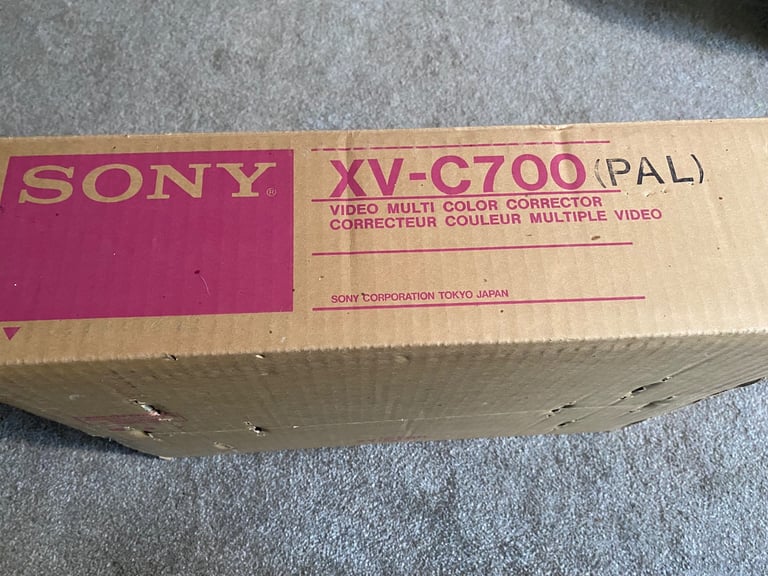 SONY®
XV-C700 (PAL)
VIDEO MULTI COLOR CORRECTOR
CORRECTEUR COULEUR MULTIPLE VIDEO
SONY CORPORATION TOKYO JAPAN